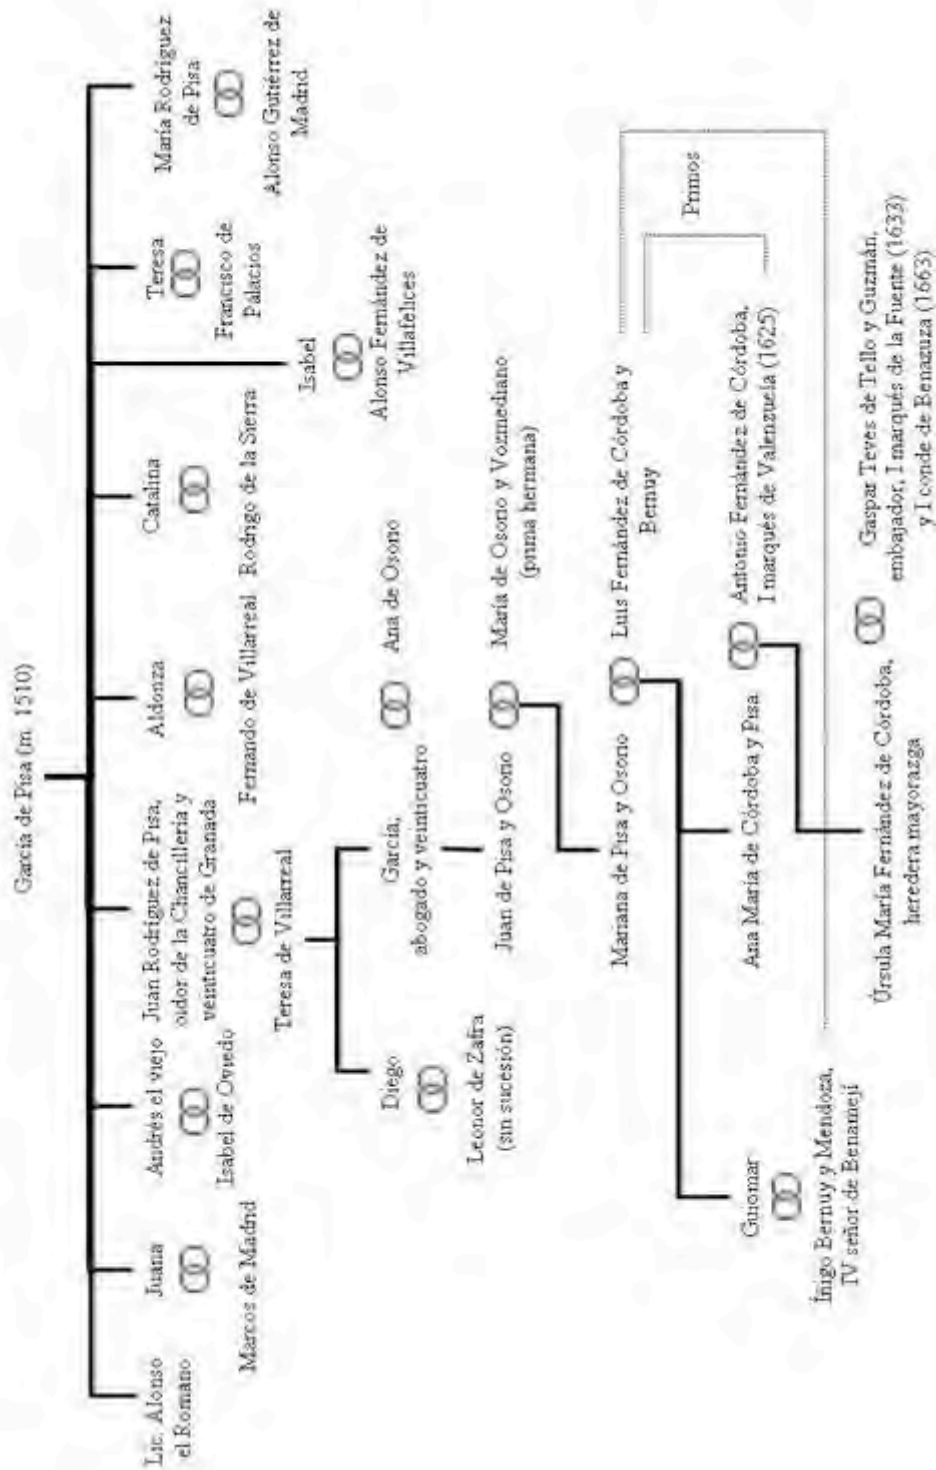 García de Pisa (m. 1510)
Lic. Alonso
el Romano
Juana
Marcos de Madrid
Andrés el viejo
Isabel de Oviedo
Juan Rodríguez de Pisa,
oidor de la Chancillería y
veinticuatro de Granada
Teresa de Villarreal
Aldonza
Fernando de Villarreal
Catalina
Rodrigo de la Sierra
Isabel
Alonso Fernández de
Villafelices
Teresa
Francisco de
Palacios
María Rodríguez
de Pisa
Alonso Gutiérrez de
Madrid
Diego
Leonor de Zafra
(sin sucesión)
García,
abogado y veinticuatro
Ana de Osorio
Juan de Pisa y Osorio
María de Osorio y Vozmediano
(prima hermana)
Mariana de Pisa y Osorio
Luis Fernández de Córdoba y
Bernuy
Primos
Guiomar
Íñigo Bernuy y Mendoza,
IV señor de Benamejí
Ana María de Córdoba y Pisa
Antonio Fernández de Córdoba,
I marqués de Valenzuela (1625)
Úrsula María Fernández de Córdoba,
heredera mayorazga
Gaspar Teves de Tello y Guzmán,
embajador, I marqués de la Fuente (1633)
y I conde de Benazuza (1663)